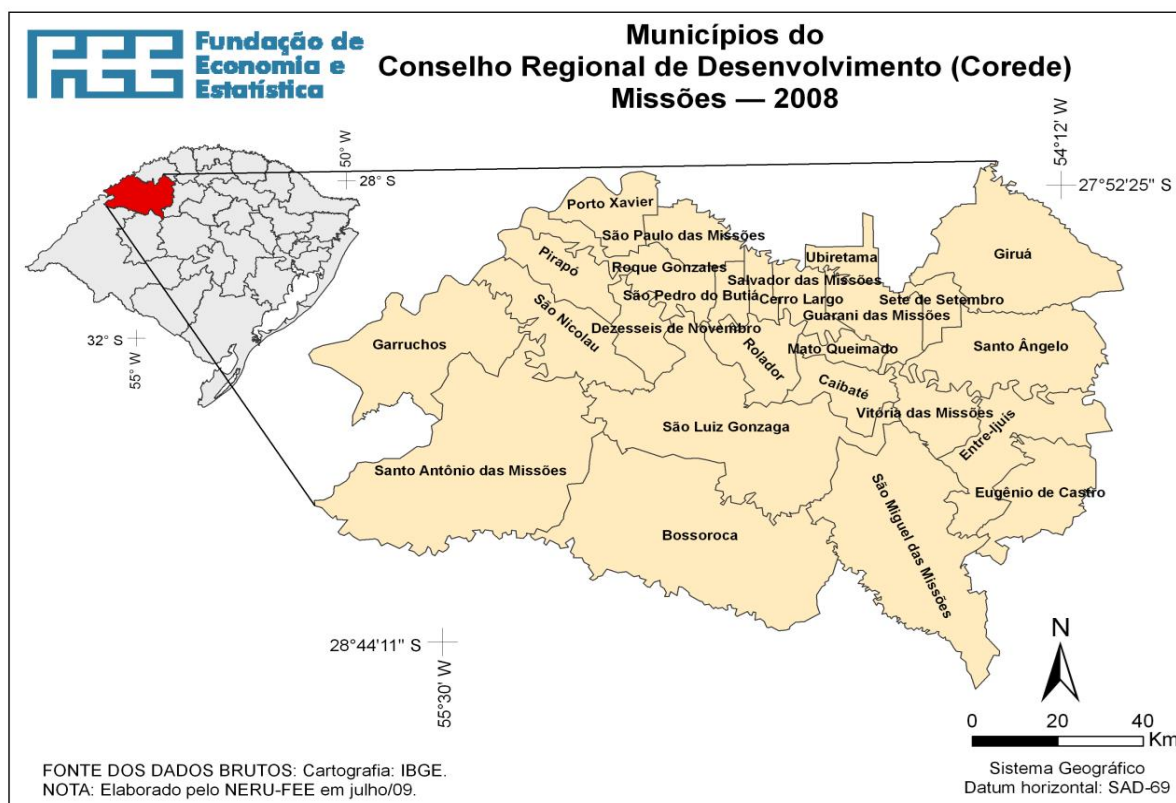 FEE
Fundação de
Economia e
Estatística
Municípios do
Conselho Regional de Desenvolvimento (Corede)
Missões — 2008
50° W
28° S
54°12' W
27°52'25" S
32° S
55° W
Porto Xavier
São Paulo das Missões
Pirapó
Roque Gonzales
Ubiretama
Giruá
Salvador das Missões
São Pedro do Butiá
Cerro Largo
Sete de Setembro
Guarani das Missões
São Nicolau
Dezesseis de Novembro
Garruchos
Rolador
Mato Queimado
Santo Ângelo
Caibaté
Vitória das Missões
São Luiz Gonzaga
Entre-Ijuís
Santo Antônio das Missões
Eugênio de Castro
São Miguel das Missões
Bossoroca
28°44'11" S
55°30' W
N
0 20 40
Km
FONTE DOS DADOS BRUTOS: Cartografia: IBGE.
NOTA: Elaborado pelo NERU-FEE em julho/09.
Sistema Geográfico
Datum horizontal: SAD-69